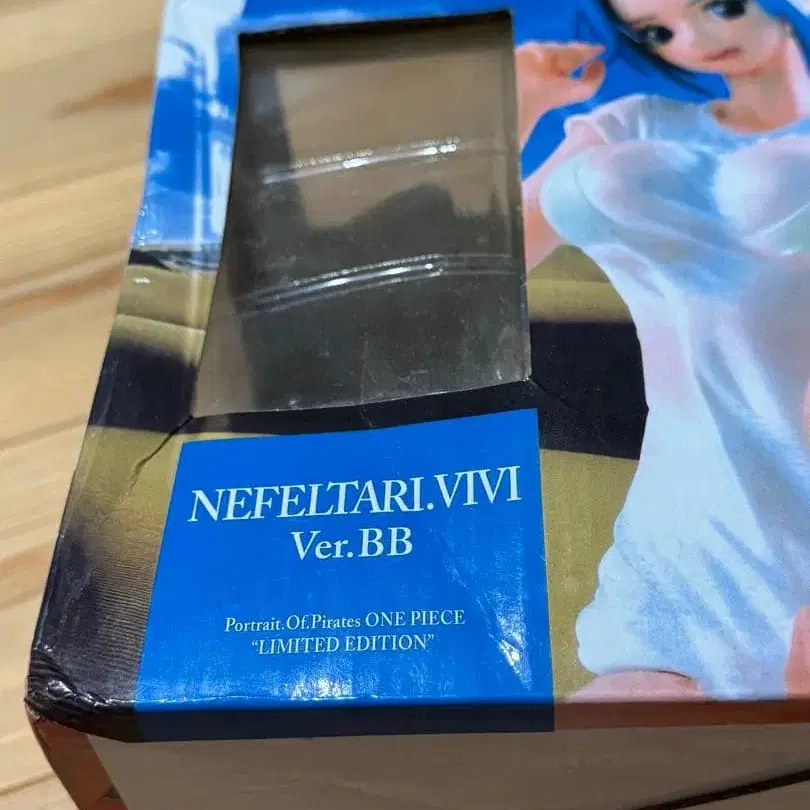 NEFELTARI.VIVI
Ver.BB
Portrait.Of.Pirates ONE PIECE
“LIMITED EDITION”